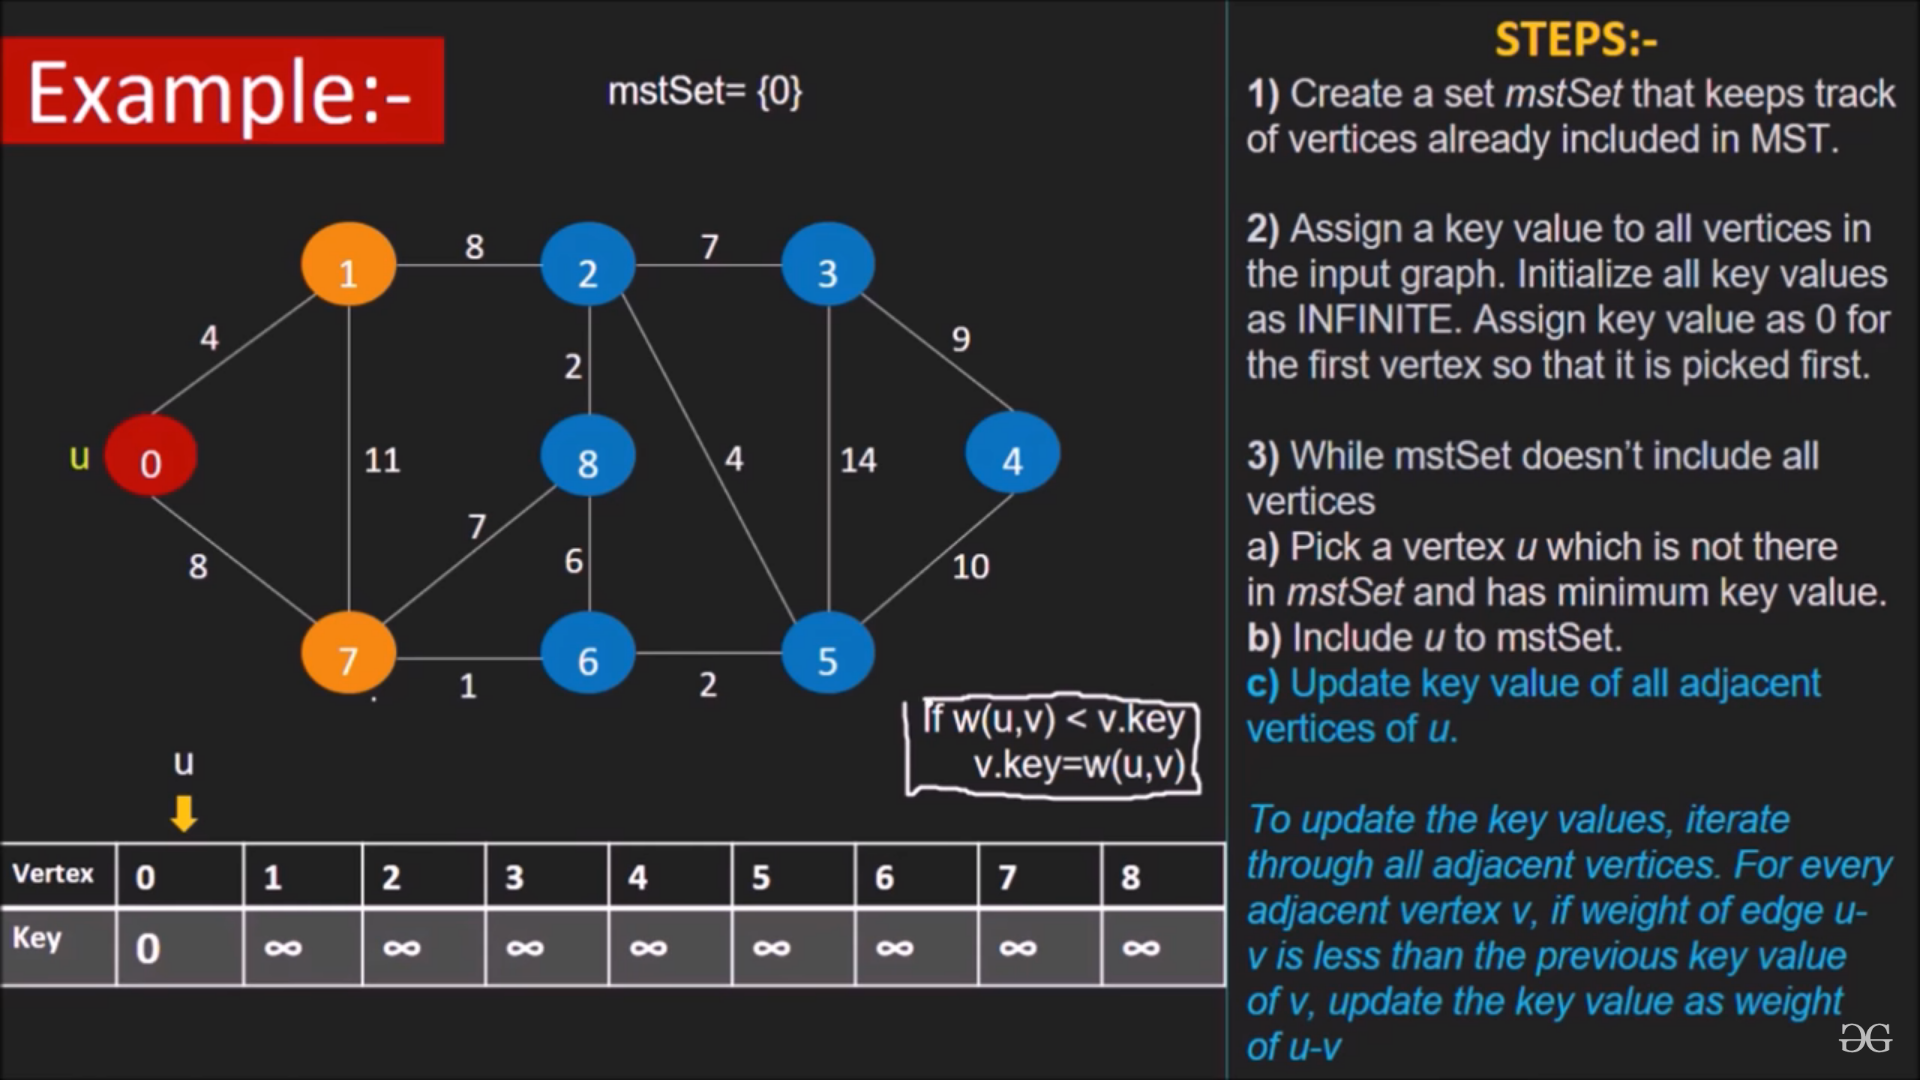 Example:-
mstSet= {0}
1
8
2
7
3
4
2
9
u
0
11
8
4
14
4
7
6
8
10
7
1
6
2
5
If w(u,v) < v.key
v.key=w(u,v)
u
Vertex 0 1 2 3 4 5 6 7 8
Key 0 ∞ ∞ ∞ ∞ ∞ ∞ ∞ ∞
STEPS:-
1) Create a set mstSet that keeps track
of vertices already included in MST.
2) Assign a key value to all vertices in
the input graph. Initialize all key values
as INFINITE. Assign key value as 0 for
the first vertex so that it is picked first.
3) While mstSet doesn’t include all
vertices
a) Pick a vertex u which is not there
in mstSet and has minimum key value.
b) Include u to mstSet.
c) Update key value of all adjacent
vertices of u.
To update the key values, iterate
through all adjacent vertices. For every
adjacent vertex v, if weight of edge u-
v is less than the previous key value
of v, update the key value as weight
of u-v
GG